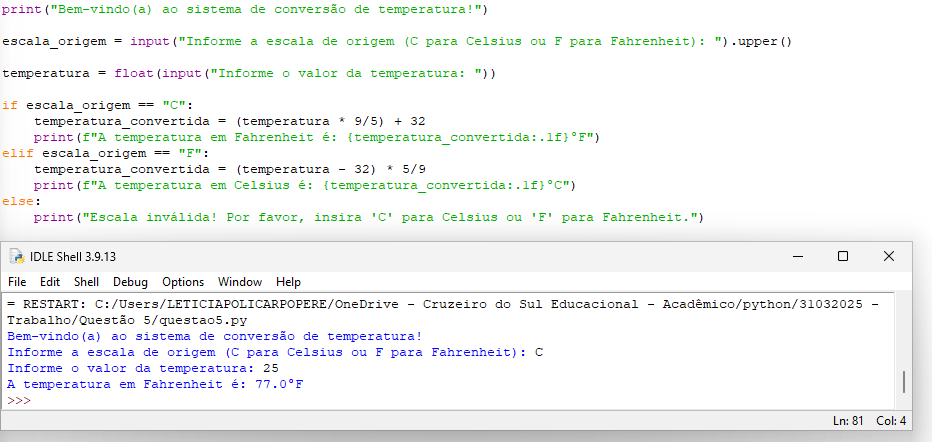 print("Bem-vindo(a) ao sistema de conversão de temperatura!")
escala_origem = input("Informe a escala de origem (C para Celsius ou F para Fahrenheit): ").upper()
temperatura = float(input("Informe o valor da temperatura: "))
if escala_origem == "C":
    temperatura_convertida = (temperatura * 9/5) + 32
    print(f"A temperatura em Fahrenheit é: {temperatura_convertida:.1f}°F")
elif escala_origem == "F":
    temperatura_convertida = (temperatura - 32) * 5/9
    print(f"A temperatura em Celsius é: {temperatura_convertida:.1f}°C")
else:
    print("Escala inválida! Por favor, insira 'C' para Celsius ou 'F' para Fahrenheit.")
IDLE Shell 3.9.13
File Edit Shell Debug Options Window Help
= RESTART: C:/Users/LETICIAPOLICARPOPERE/OneDrive - Cruzeiro do Sul Educacional - Acadêmico/python/31032025 -
Trabalho/Questão 5/questao5.py
Bem-vindo(a) ao sistema de conversão de temperatura!
Informe a escala de origem (C para Celsius ou F para Fahrenheit): C
Informe o valor da temperatura: 25
A temperatura em Fahrenheit é: 77.0°F
>>>
Ln: 81 Col: 4